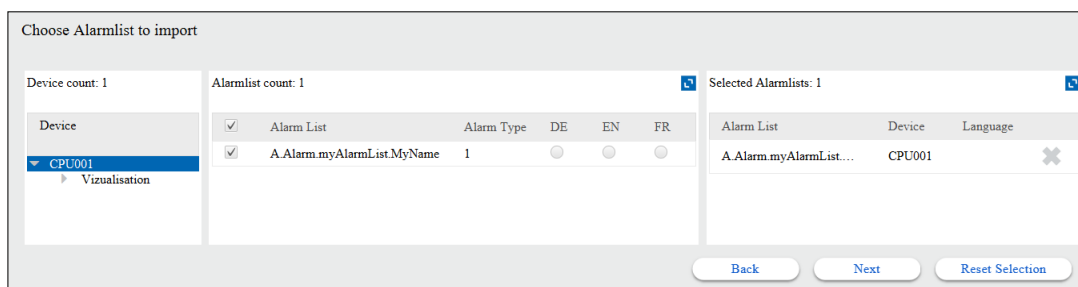 Choose Alarmlist to import
Device count: 1
Alarmlist count: 1
Selected Alarmlists: 1
Device
Alarm List Alarm Type DE EN FR
Alarm List Device Language
A.Alarm.myAlarmList.MyName 1
A.Alarm.myAlarmList.... CPU001
CPU001
Vizualisation
Back Next Reset Selection